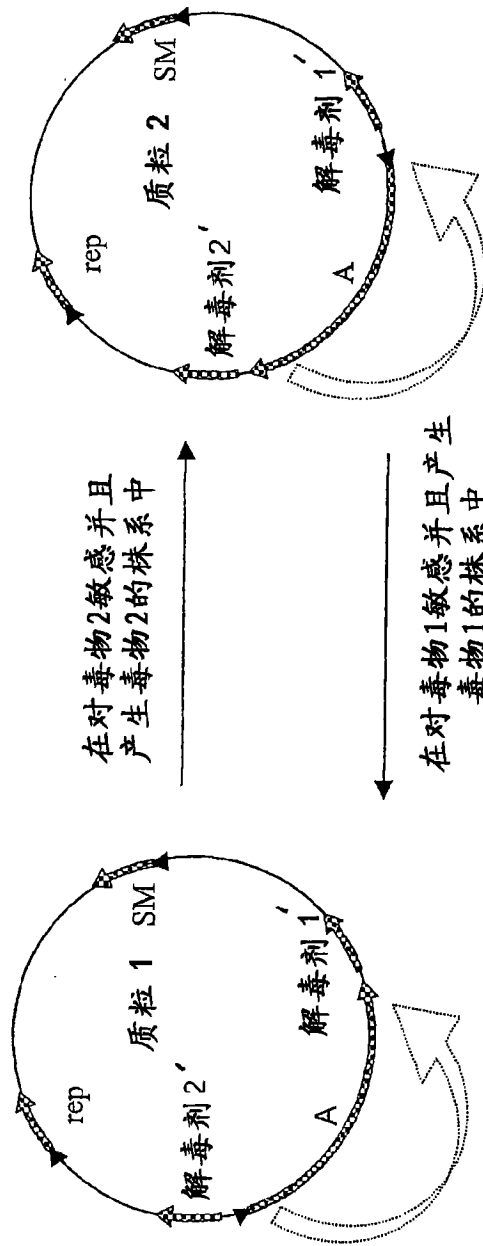 rep
SM
质粒 1
解毒剂2'
解毒剂 1'
A
在对毒物2敏感并且
产生毒物2的株系中
在对毒物1敏感并且产生
毒物1的株系中
rep
SM
质粒 2
解毒剂2'
解毒剂 1'
A